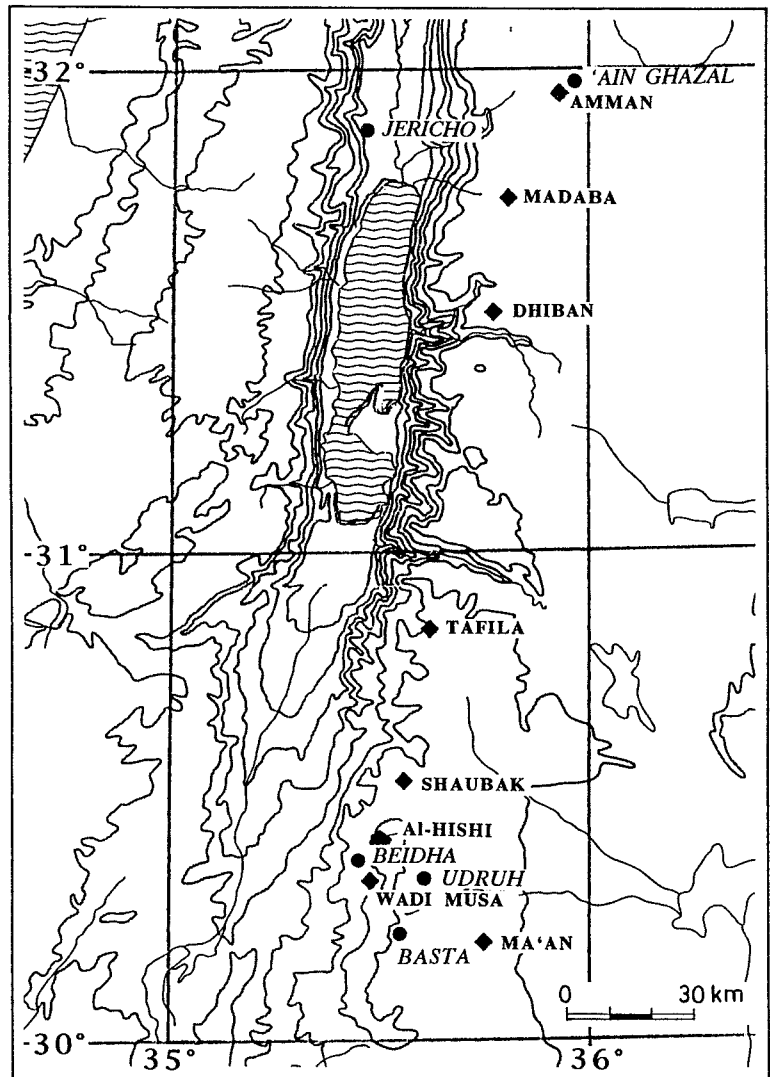 32°
‘AIN GHAZAL
AMMAN
JERICHO
MADABA
DHIBAN
31°
TAFILA
SHAUBAK
Al-HISHI
BEIDHA
UDRUH
WADI MUSA
BASTA
MA‘AN
0 30 km
30°
35° 36°